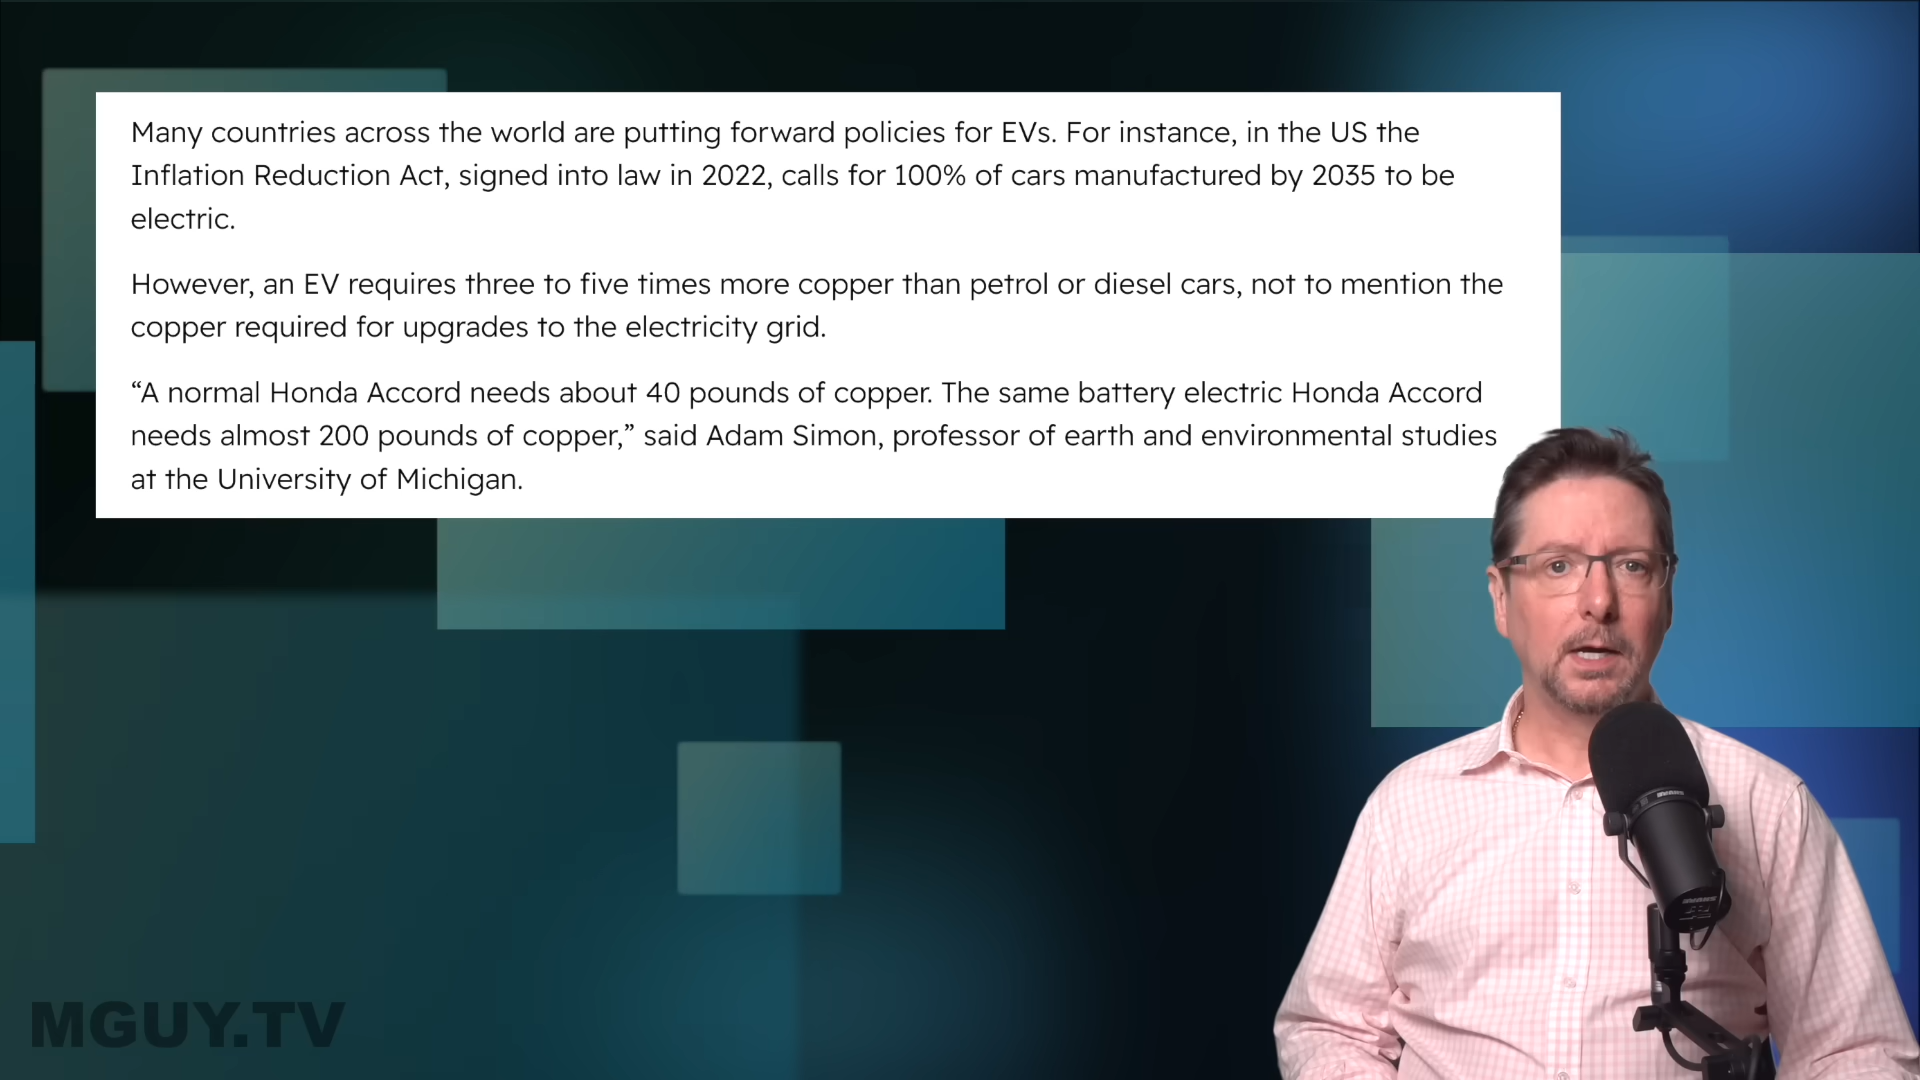 Many countries across the world are putting forward policies for EVs. For instance, in the US the
Inflation Reduction Act, signed into law in 2022, calls for 100% of cars manufactured by 2035 to be
electric.
However, an EV requires three to five times more copper than petrol or diesel cars, not to mention the
copper required for upgrades to the electricity grid.
“A normal Honda Accord needs about 40 pounds of copper. The same battery electric Honda Accord
needs almost 200 pounds of copper,” said Adam Simon, professor of earth and environmental studies
at the University of Michigan.
MGUY.TV